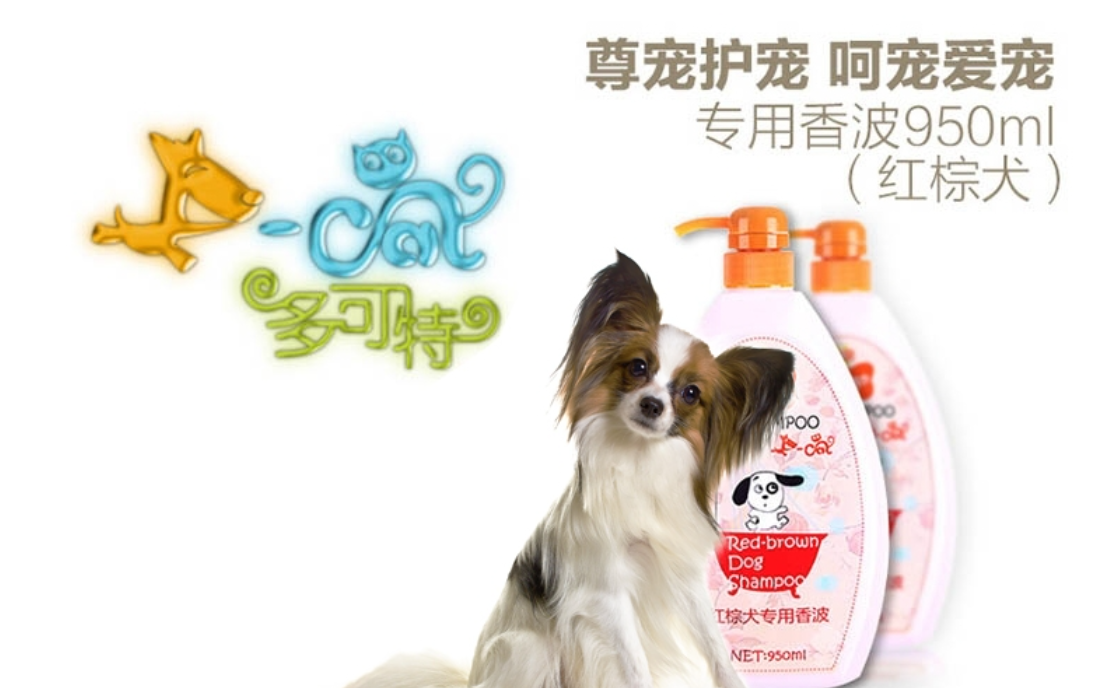 尊宠护宠 呵宠爱宠
专用香波950ml
（红棕犬）
多可特
Red-brown
Dog
Shampoo
红棕犬专用香波
NET:950ml